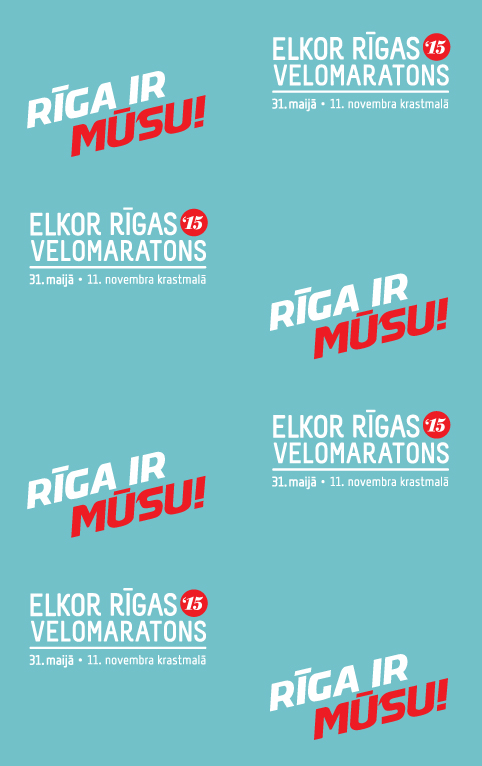 ELKOR RĪGAS '15
VELOMARATONS
31. maijā • 11. novembra krastmalā
RĪGA IR
MŪSU!
ELKOR RĪGAS '15
VELOMARATONS
31. maijā • 11. novembra krastmalā
RĪGA IR
MŪSU!
ELKOR RĪGAS '15
VELOMARATONS
31. maijā • 11. novembra krastmalā
RĪGA IR
MŪSU!
ELKOR RĪGAS '15
VELOMARATONS
31. maijā • 11. novembra krastmalā
RĪGA IR
MŪSU!